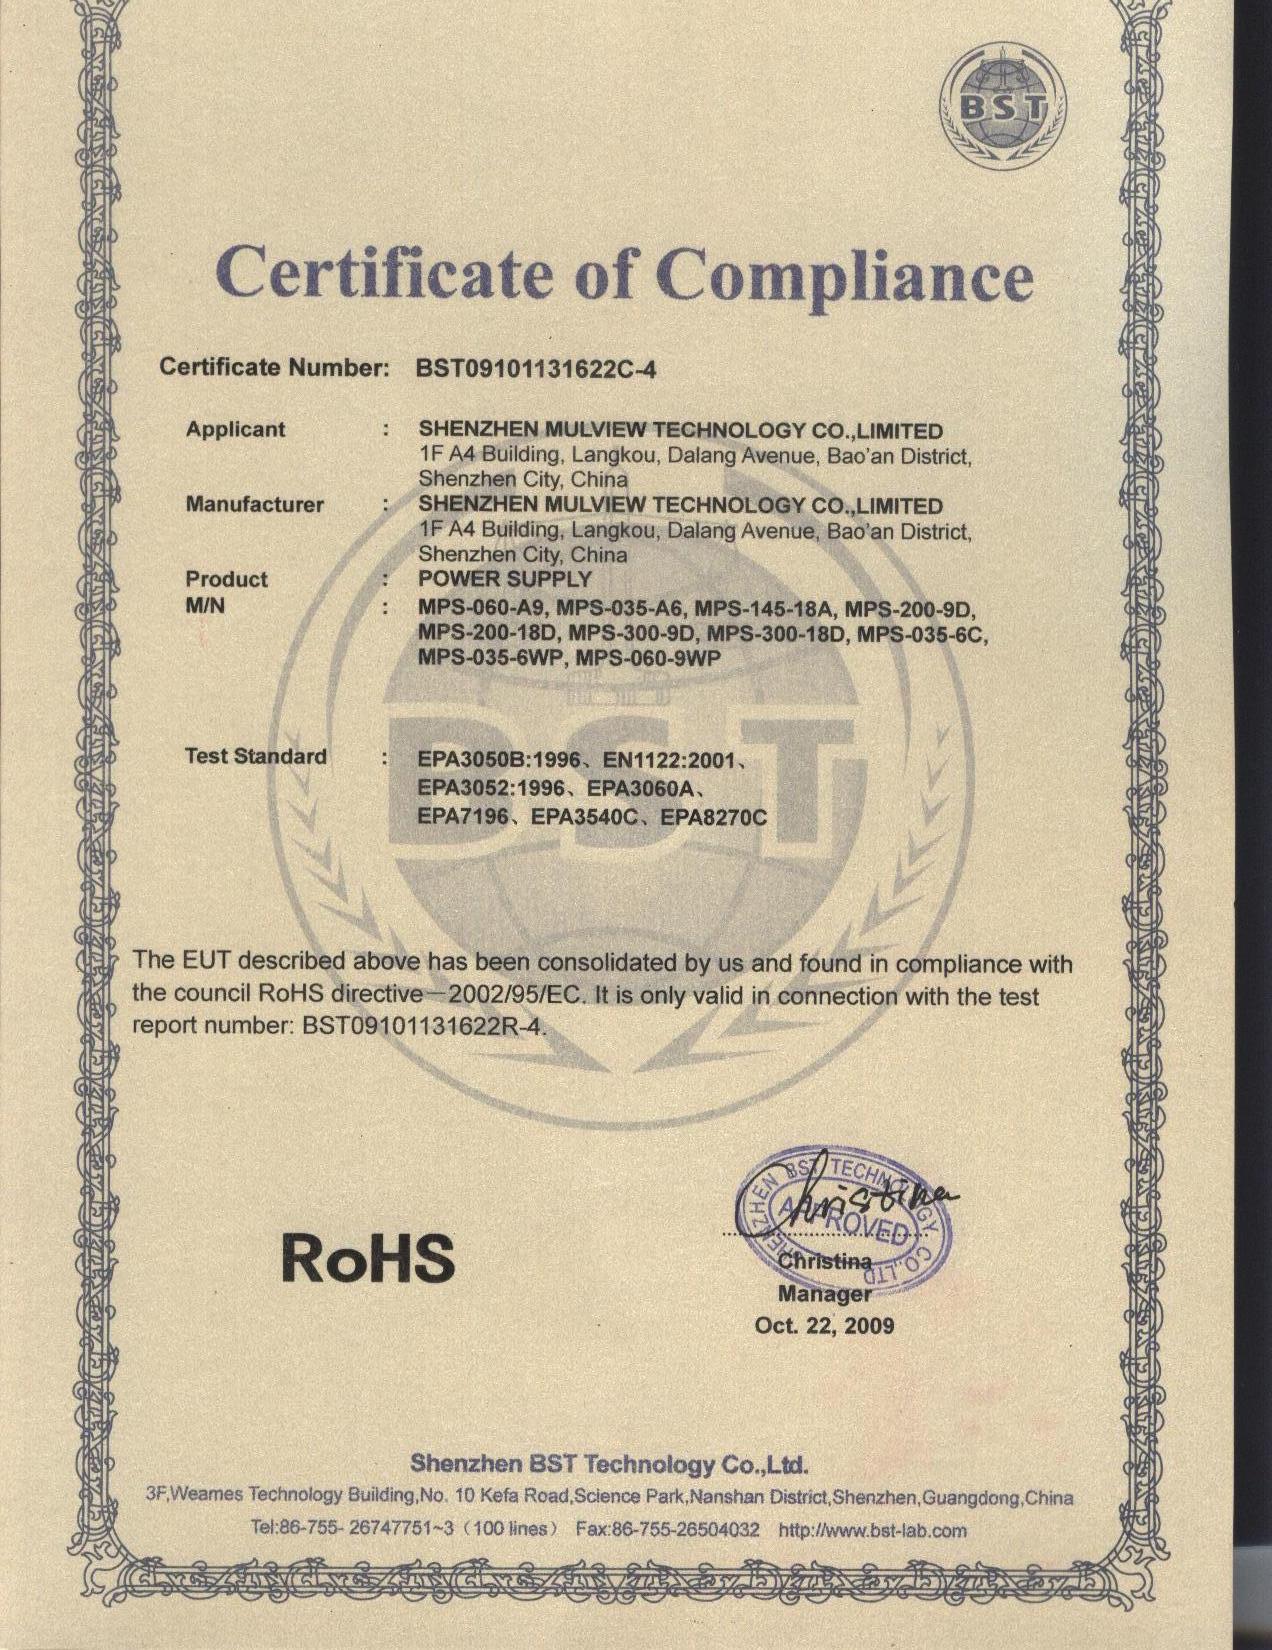 BST
Certificate of Compliance
Certificate Number: BST09101131622C-4
Applicant : SHENZHEN MULVIEW TECHNOLOGY CO.,LIMITED
1F A4 Building, Langkou, Dalang Avenue, Bao'an District,
Shenzhen City, China
Manufacturer : SHENZHEN MULVIEW TECHNOLOGY CO.,LIMITED
1F A4 Building, Langkou, Dalang Avenue, Bao'an District,
Shenzhen City, China
Product : POWER SUPPLY
M/N : MPS-060-A9, MPS-035-A6, MPS-145-18A, MPS-200-9D,
MPS-200-18D, MPS-300-9D, MPS-300-18D, MPS-035-6C,
MPS-035-6WP, MPS-060-9WP
BST
Test Standard : EPA3050B:1996、EN1122:2001、
EPA3052:1996、EPA3060A、
EPA7196、EPA3540C、EPA8270C
The EUT described above has been consolidated by us and found in compliance with
the council RoHS directive—2002/95/EC. It is only valid in connection with the test
report number: BST09101131622R-4.
RoHS
SHENZHEN BST TECHNOLOGY CO.,LTD
APPROVED
Christina
Christina
Manager
Oct. 22, 2009
Shenzhen BST Technology Co.,Ltd.
3F,Weames Technology Building,No. 10 Kefa Road,Science Park,Nanshan District,Shenzhen,Guangdong,China
Tel:86-755- 26747751~3（100 lines） Fax:86-755-26504032 http://www.bst-lab.com